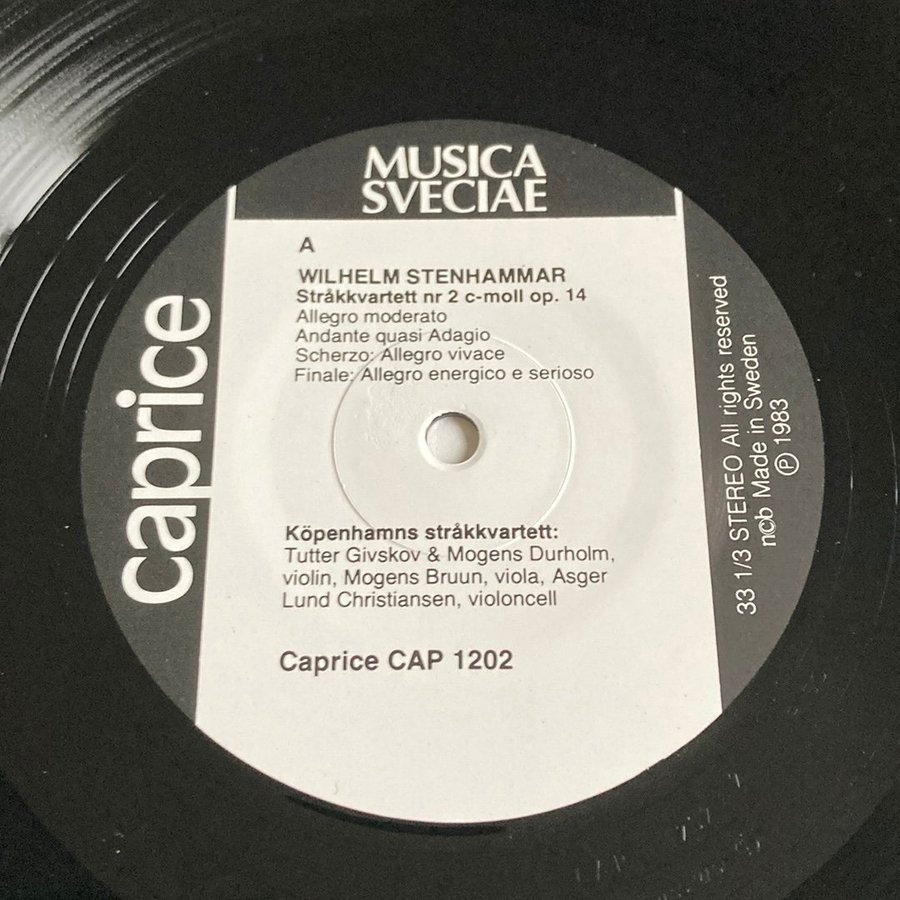 MUSICA
SVECIAE
caprice
A
WILHELM STENHAMMAR
Stråkkvartett nr 2 c-moll op. 14
Allegro moderato
Andante quasi Adagio
Scherzo: Allegro vivace
Finale: Allegro energico e serioso
Köpenhamns stråkkvartett:
Tutter Givskov & Mogens Durholm,
violin, Mogens Bruun, viola, Asger
Lund Christiansen, violoncell
Caprice CAP 1202
33 1/3 STEREO All rights reserved
ncb Made in Sweden
Ⓟ 1983